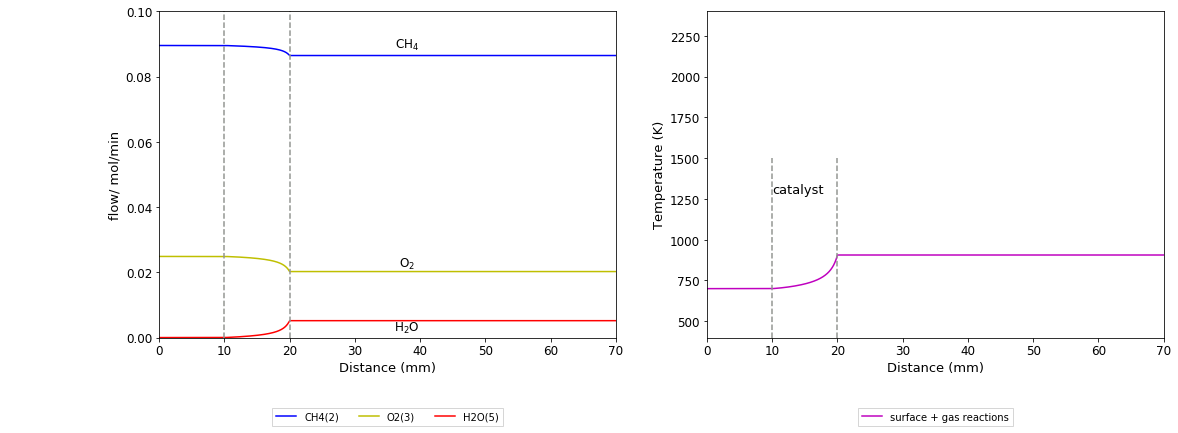 0.10
0.08
0.06
0.04
0.02
0.00
flow/ mol/min
CH₄
O₂
H₂O
0 10 20 30 40 50 60 70
Distance (mm)
CH4(2) O2(3) H2O(5)
2250
2000
1750
1500
1250
1000
750
500
Temperature (K)
catalyst
0 10 20 30 40 50 60 70
Distance (mm)
surface + gas reactions